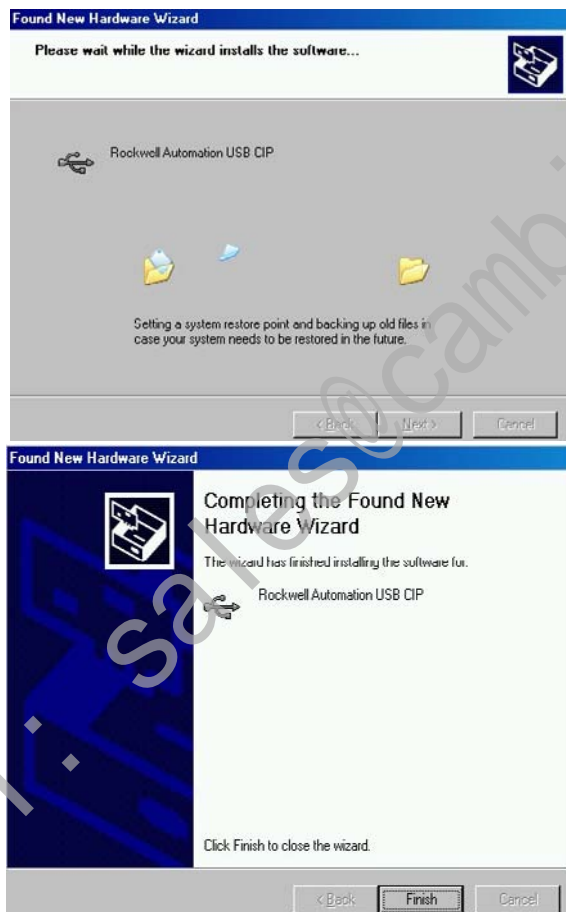 Found New Hardware Wizard
Please wait while the wizard installs the software...
Rockwell Automation USB CIP
Setting a system restore point and backing up old files in
case your system needs to be restored in the future.
< Back Next > Cancel
Found New Hardware Wizard
Completing the Found New
Hardware Wizard
The wizard has finished installing the software for:
Rockwell Automation USB CIP
Click Finish to close the wizard.
< Back Finish Cancel
: sales@camb